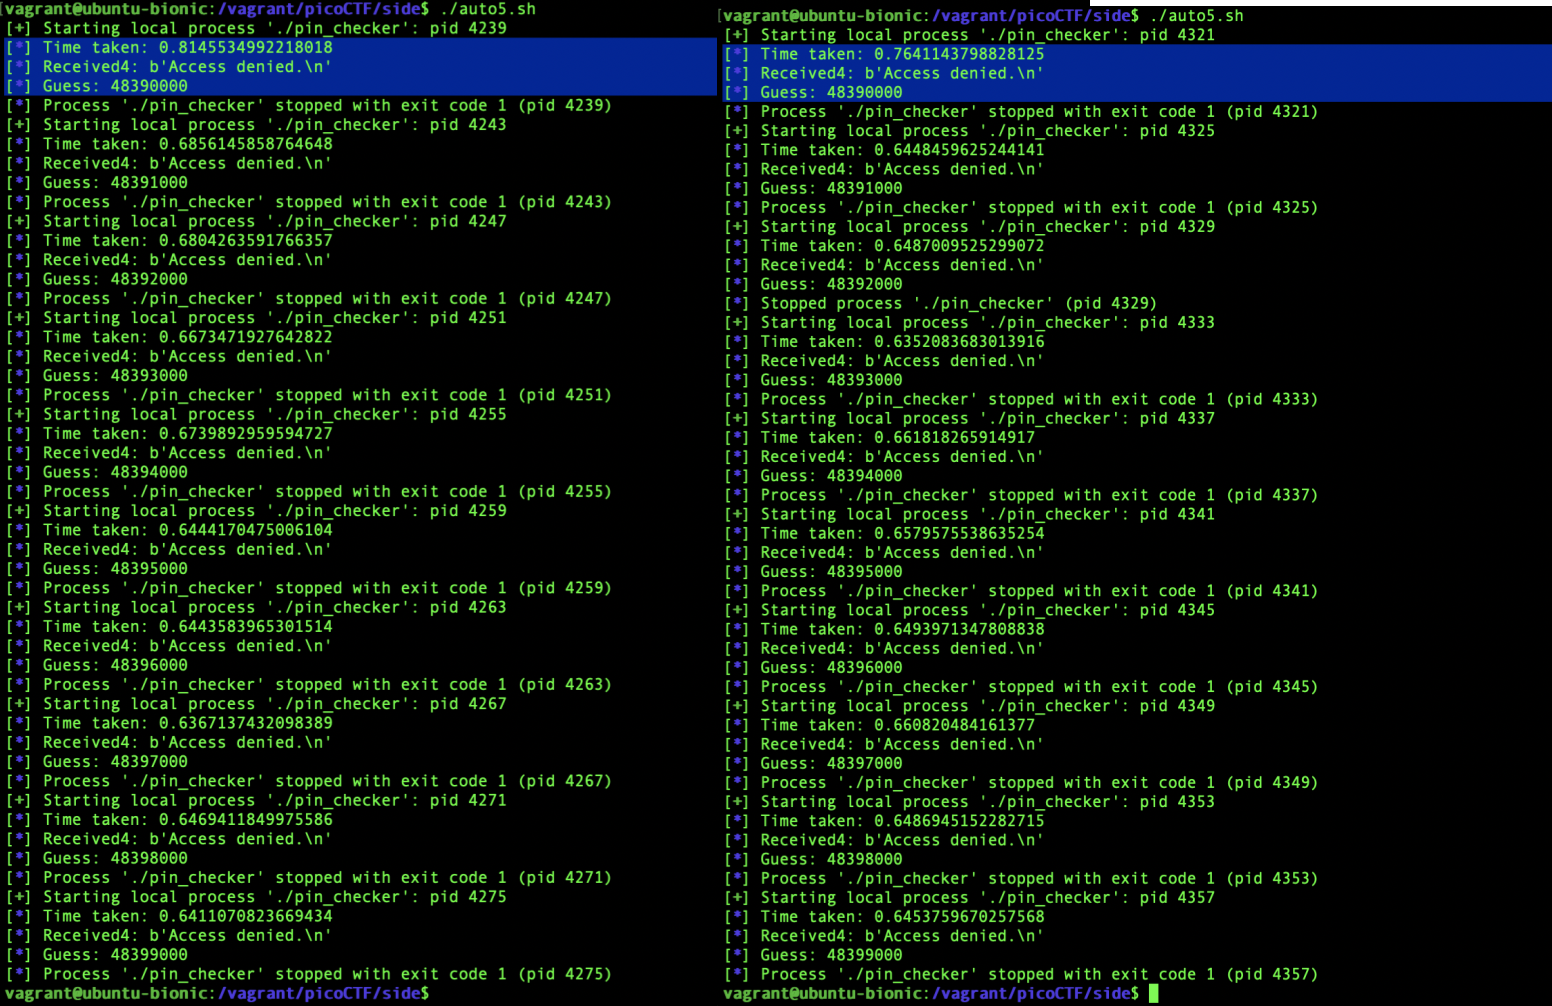 [vagrant@ubuntu-bionic:/vagrant/picoCTF/side$ ./auto5.sh
[+] Starting local process './pin_checker': pid 4239
[*] Time taken: 0.8145534992218018
[*] Received4: b'Access denied.\n'
[*] Guess: 48390000
[*] Process './pin_checker' stopped with exit code 1 (pid 4239)
[+] Starting local process './pin_checker': pid 4243
[*] Time taken: 0.6856145858764648
[*] Received4: b'Access denied.\n'
[*] Guess: 48391000
[*] Process './pin_checker' stopped with exit code 1 (pid 4243)
[+] Starting local process './pin_checker': pid 4247
[*] Time taken: 0.6804263591766357
[*] Received4: b'Access denied.\n'
[*] Guess: 48392000
[*] Process './pin_checker' stopped with exit code 1 (pid 4247)
[+] Starting local process './pin_checker': pid 4251
[*] Time taken: 0.6673471927642822
[*] Received4: b'Access denied.\n'
[*] Guess: 48393000
[*] Process './pin_checker' stopped with exit code 1 (pid 4251)
[+] Starting local process './pin_checker': pid 4255
[*] Time taken: 0.6739892959594727
[*] Received4: b'Access denied.\n'
[*] Guess: 48394000
[*] Process './pin_checker' stopped with exit code 1 (pid 4255)
[+] Starting local process './pin_checker': pid 4259
[*] Time taken: 0.6444170475006104
[*] Received4: b'Access denied.\n'
[*] Guess: 48395000
[*] Process './pin_checker' stopped with exit code 1 (pid 4259)
[+] Starting local process './pin_checker': pid 4263
[*] Time taken: 0.6443583965301514
[*] Received4: b'Access denied.\n'
[*] Guess: 48396000
[*] Process './pin_checker' stopped with exit code 1 (pid 4263)
[+] Starting local process './pin_checker': pid 4267
[*] Time taken: 0.6367137432098389
[*] Received4: b'Access denied.\n'
[*] Guess: 48397000
[*] Process './pin_checker' stopped with exit code 1 (pid 4267)
[+] Starting local process './pin_checker': pid 4271
[*] Time taken: 0.6469411849975586
[*] Received4: b'Access denied.\n'
[*] Guess: 48398000
[*] Process './pin_checker' stopped with exit code 1 (pid 4271)
[+] Starting local process './pin_checker': pid 4275
[*] Time taken: 0.6411070823669434
[*] Received4: b'Access denied.\n'
[*] Guess: 48399000
[*] Process './pin_checker' stopped with exit code 1 (pid 4275)
vagrant@ubuntu-bionic:/vagrant/picoCTF/side$
[vagrant@ubuntu-bionic:/vagrant/picoCTF/side$ ./auto5.sh
[+] Starting local process './pin_checker': pid 4321
[*] Time taken: 0.7641143798828125
[*] Received4: b'Access denied.\n'
[*] Guess: 48390000
[*] Process './pin_checker' stopped with exit code 1 (pid 4321)
[+] Starting local process './pin_checker': pid 4325
[*] Time taken: 0.6448459625244141
[*] Received4: b'Access denied.\n'
[*] Guess: 48391000
[*] Process './pin_checker' stopped with exit code 1 (pid 4325)
[+] Starting local process './pin_checker': pid 4329
[*] Time taken: 0.6487009525299072
[*] Received4: b'Access denied.\n'
[*] Guess: 48392000
[*] Stopped process './pin_checker' (pid 4329)
[+] Starting local process './pin_checker': pid 4333
[*] Time taken: 0.6352083683013916
[*] Received4: b'Access denied.\n'
[*] Guess: 48393000
[*] Process './pin_checker' stopped with exit code 1 (pid 4333)
[+] Starting local process './pin_checker': pid 4337
[*] Time taken: 0.661818265914917
[*] Received4: b'Access denied.\n'
[*] Guess: 48394000
[*] Process './pin_checker' stopped with exit code 1 (pid 4337)
[+] Starting local process './pin_checker': pid 4341
[*] Time taken: 0.6579575538635254
[*] Received4: b'Access denied.\n'
[*] Guess: 48395000
[*] Process './pin_checker' stopped with exit code 1 (pid 4341)
[+] Starting local process './pin_checker': pid 4345
[*] Time taken: 0.6493971347808838
[*] Received4: b'Access denied.\n'
[*] Guess: 48396000
[*] Process './pin_checker' stopped with exit code 1 (pid 4345)
[+] Starting local process './pin_checker': pid 4349
[*] Time taken: 0.660820484161377
[*] Received4: b'Access denied.\n'
[*] Guess: 48397000
[*] Process './pin_checker' stopped with exit code 1 (pid 4349)
[+] Starting local process './pin_checker': pid 4353
[*] Time taken: 0.6486945152282715
[*] Received4: b'Access denied.\n'
[*] Guess: 48398000
[*] Process './pin_checker' stopped with exit code 1 (pid 4353)
[+] Starting local process './pin_checker': pid 4357
[*] Time taken: 0.6453759670257568
[*] Received4: b'Access denied.\n'
[*] Guess: 48399000
[*] Process './pin_checker' stopped with exit code 1 (pid 4357)
vagrant@ubuntu-bionic:/vagrant/picoCTF/side$